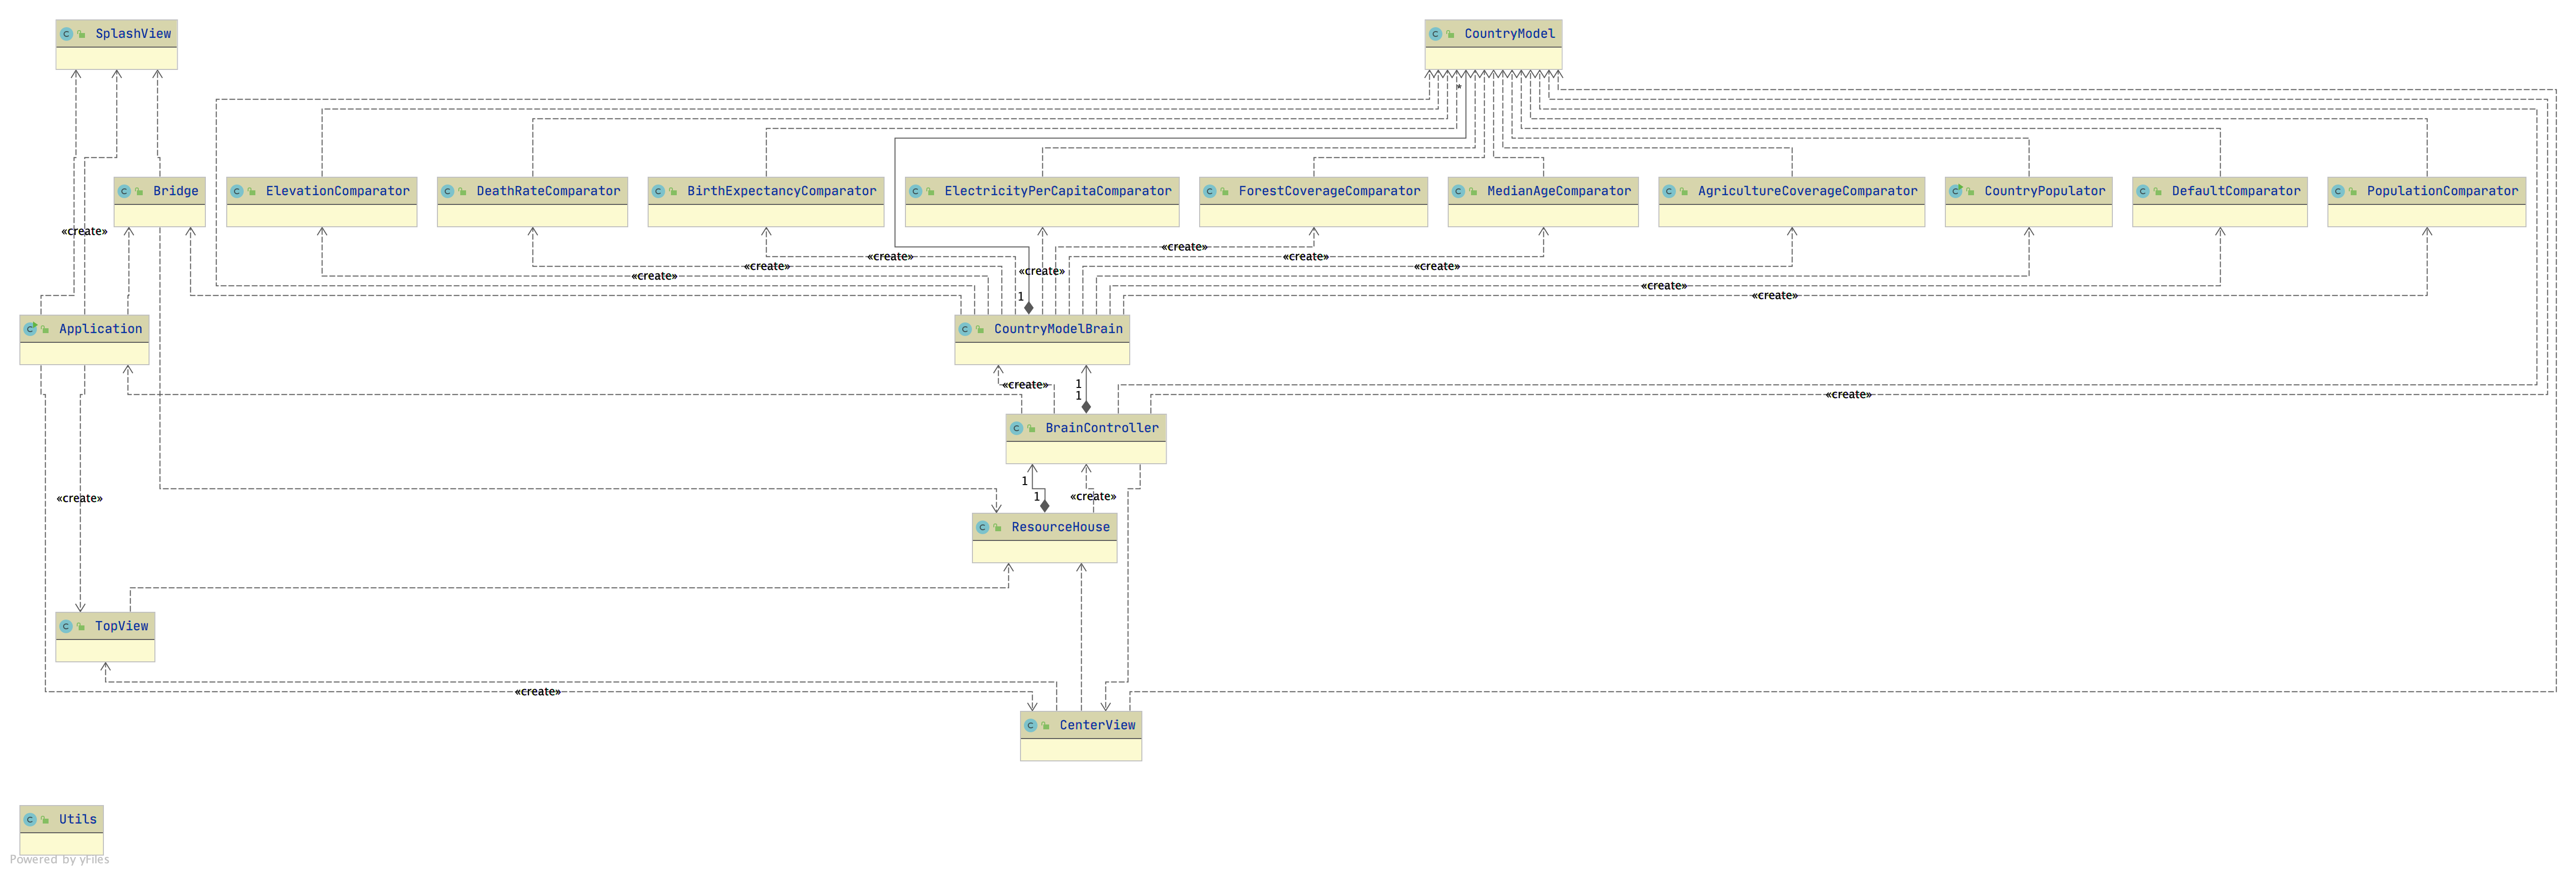 SplashView
CountryModel
*
Bridge
ElevationComparator
DeathRateComparator
BirthExpectancyComparator
ElectricityPerCapitaComparator
ForestCoverageComparator
MedianAgeComparator
AgricultureCoverageComparator
CountryPopulator
DefaultComparator
PopulationComparator
«create»
«create»
«create»
«create»
«create»
«create»
«create»
«create»
«create»
«create»
1
Application
CountryModelBrain
«create»
1
1
«create»
BrainController
1
1
«create»
«create»
ResourceHouse
TopView
«create»
CenterView
Utils
Powered by yFiles